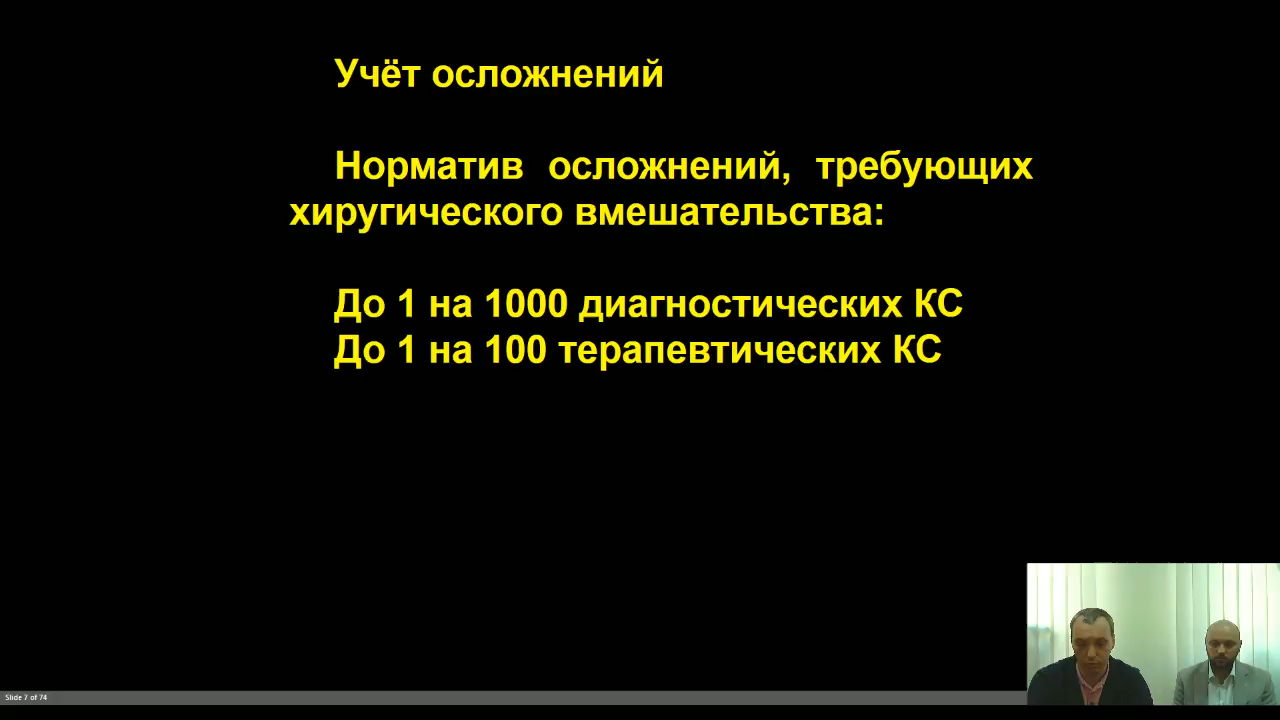 Учёт осложнений
Норматив осложнений, требующих
хиругического вмешательства:
До 1 на 1000 диагностических КС
До 1 на 100 терапевтических КС
Slide 7 of 74